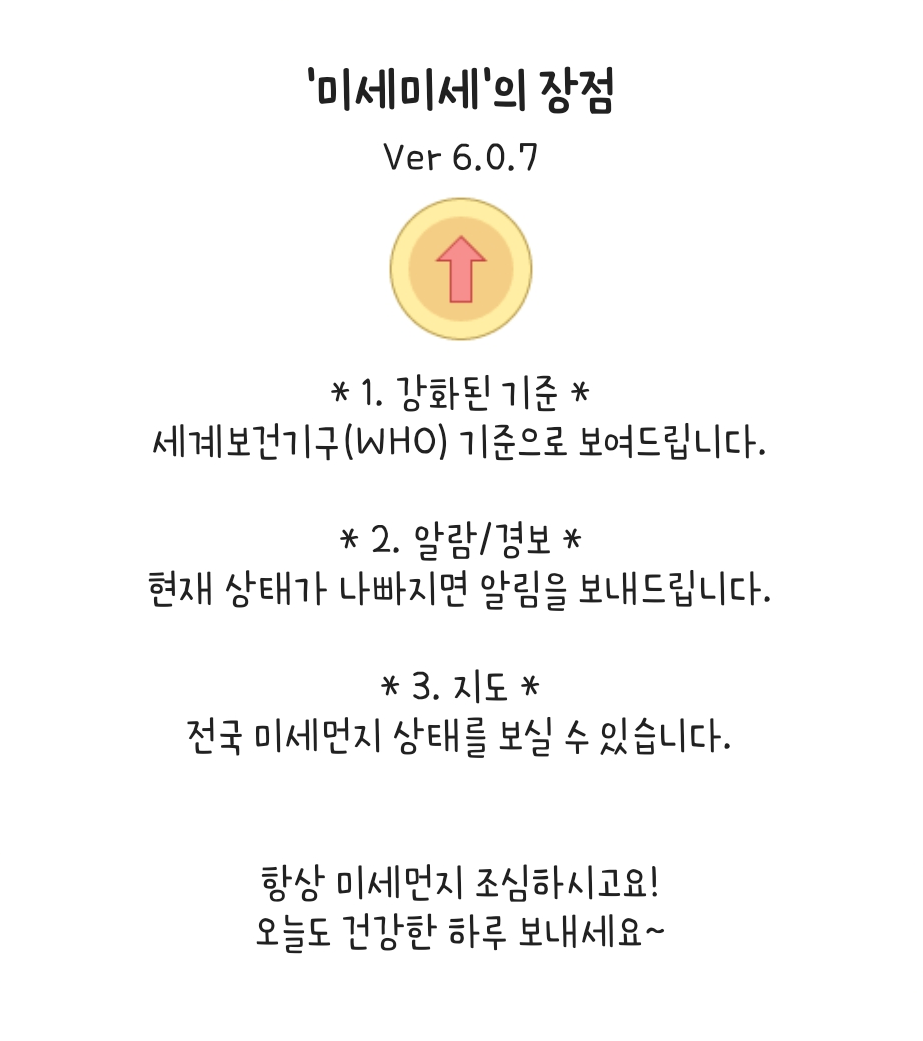 '미세미세'의 장점
Ver 6.0.7
* 1. 강화된 기준 *
세계보건기구(WHO) 기준으로 보여드립니다.
* 2. 알람/경보 *
현재 상태가 나빠지면 알림을 보내드립니다.
* 3. 지도 *
전국 미세먼지 상태를 보실 수 있습니다.
항상 미세먼지 조심하시고요!
오늘도 건강한 하루 보내세요~